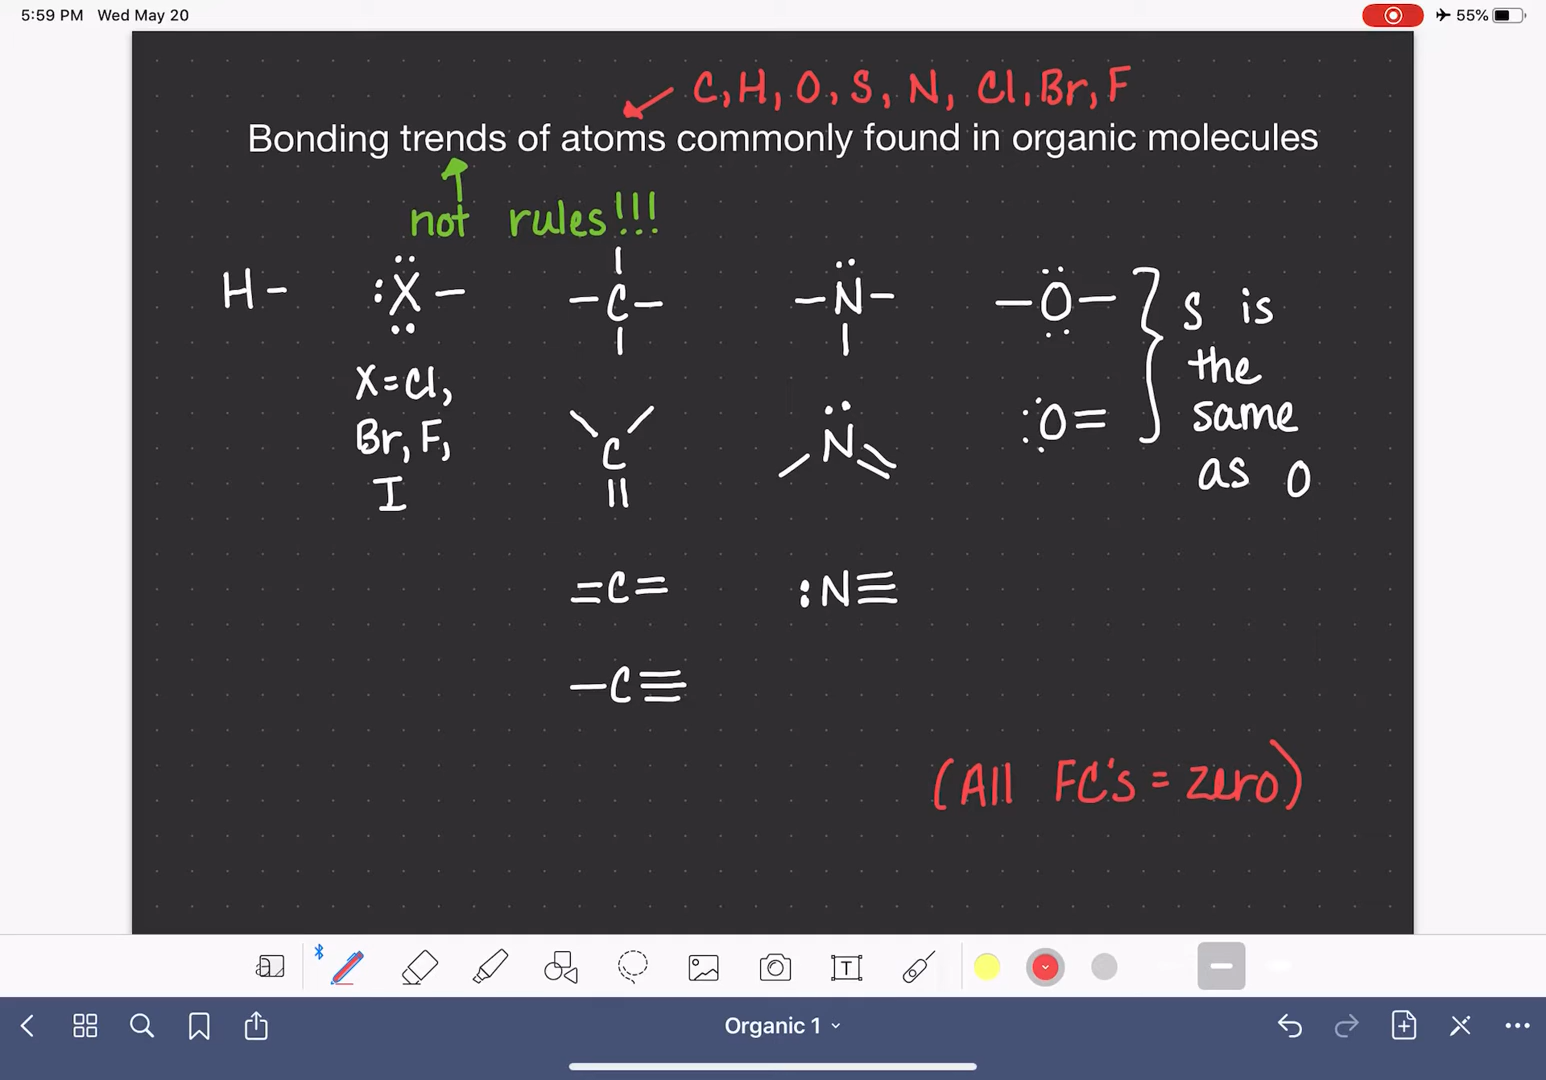 5:59 PM Wed May 20
55%
C, H, O, S, N, Cl, Br, F
Bonding trends of atoms commonly found in organic molecules
not rules!!!
H-
:X-
X=Cl,
Br, F,
I
-C-
C
=C=
-C≡
-N-
N
:N≡
-O-
:O=
S is
the
same
as O
(All FC's = zero)
T
Organic 1